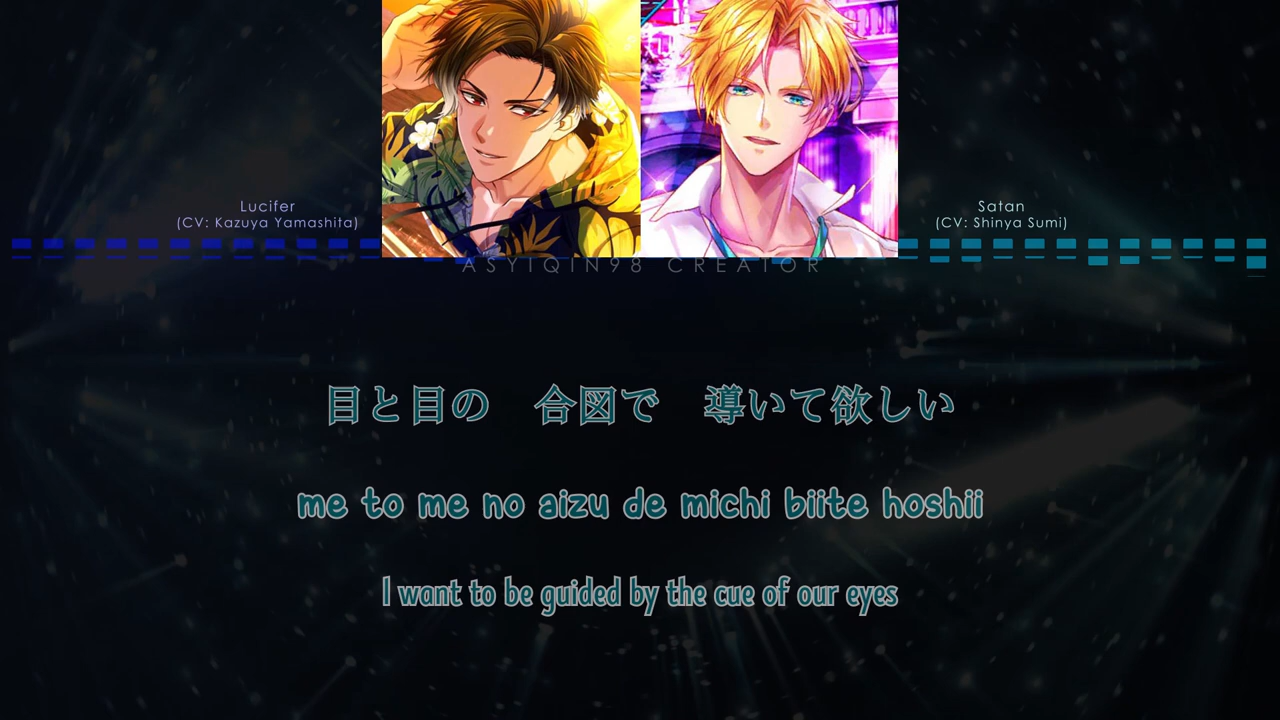 Lucifer
(CV: Kazuya Yamashita)
Satan
(CV: Shinya Sumi)
ASYIQIN98 CREATOR
目と目の　合図で　導いて欲しい
me to me no aizu de michi biite hoshii
I want to be guided by the cue of our eyes